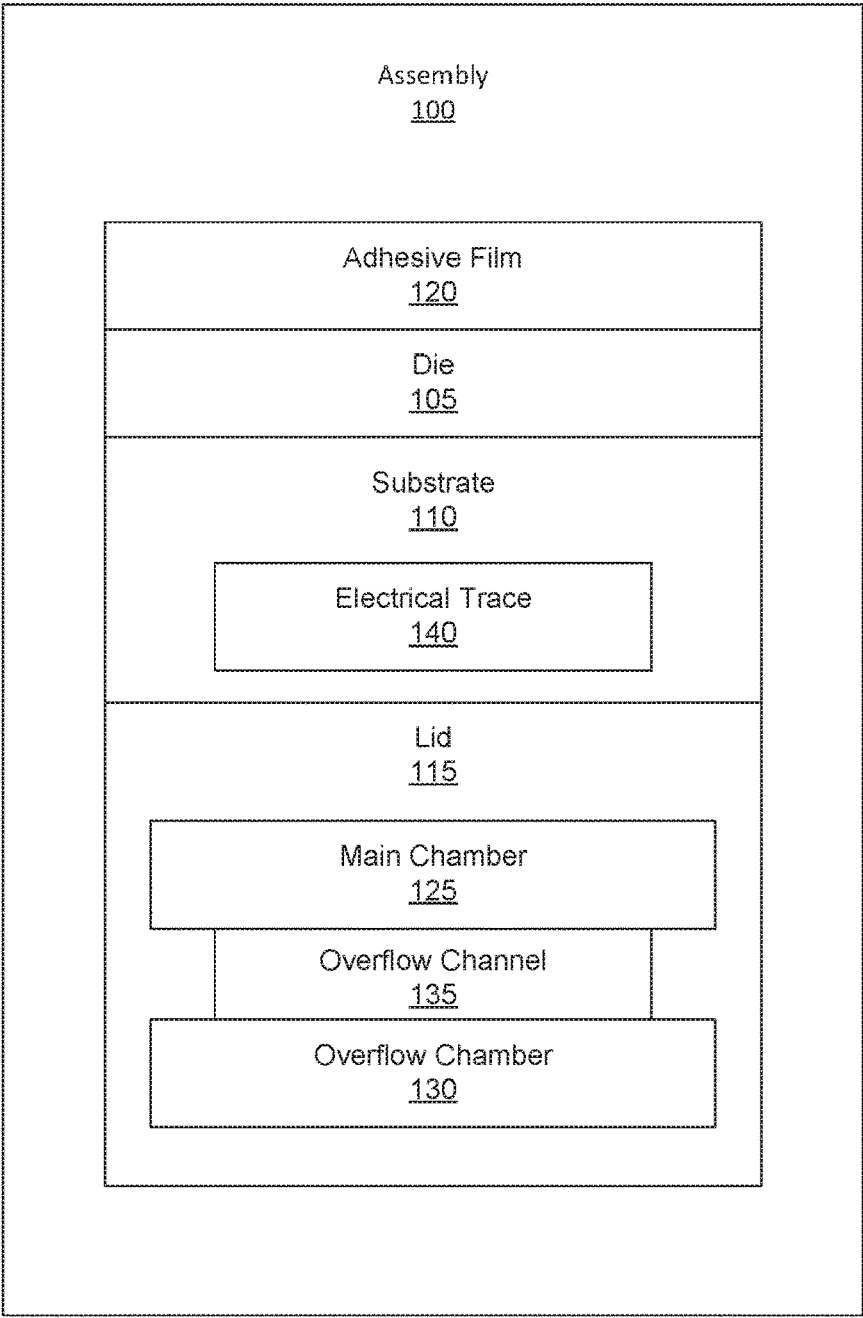 Assembly
100
Adhesive Film
120
Die
105
Substrate
110
Electrical Trace
140
Lid
115
Main Chamber
125
Overflow Channel
135
Overflow Chamber
130